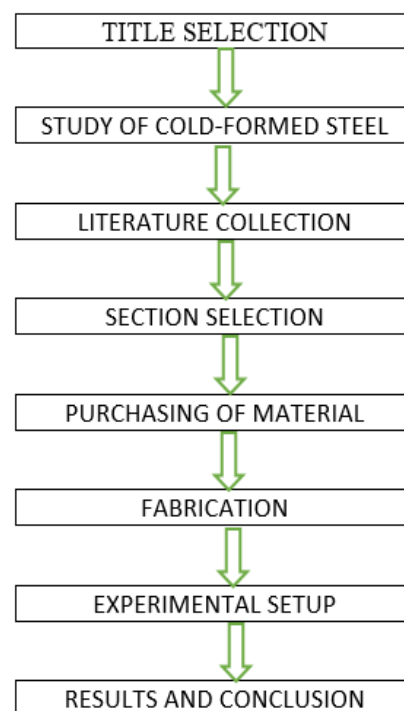 TITLE SELECTION
STUDY OF COLD-FORMED STEEL
LITERATURE COLLECTION
SECTION SELECTION
PURCHASING OF MATERIAL
FABRICATION
EXPERIMENTAL SETUP
RESULTS AND CONCLUSION